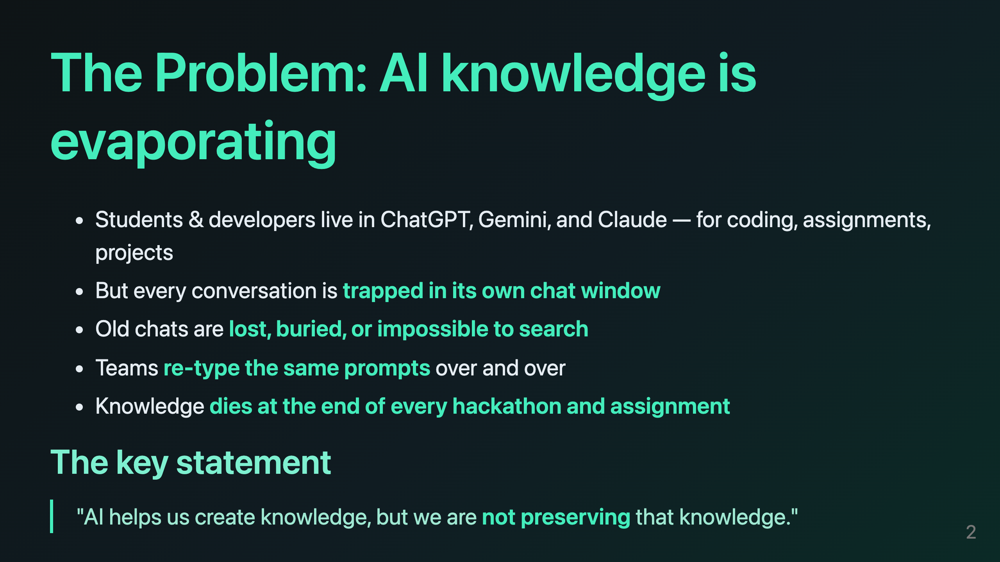 The Problem: AI knowledge is
evaporating
• Students & developers live in ChatGPT, Gemini, and Claude — for coding, assignments,
projects
• But every conversation is trapped in its own chat window
• Old chats are lost, buried, or impossible to search
• Teams re-type the same prompts over and over
• Knowledge dies at the end of every hackathon and assignment
The key statement
"AI helps us create knowledge, but we are not preserving that knowledge."
2